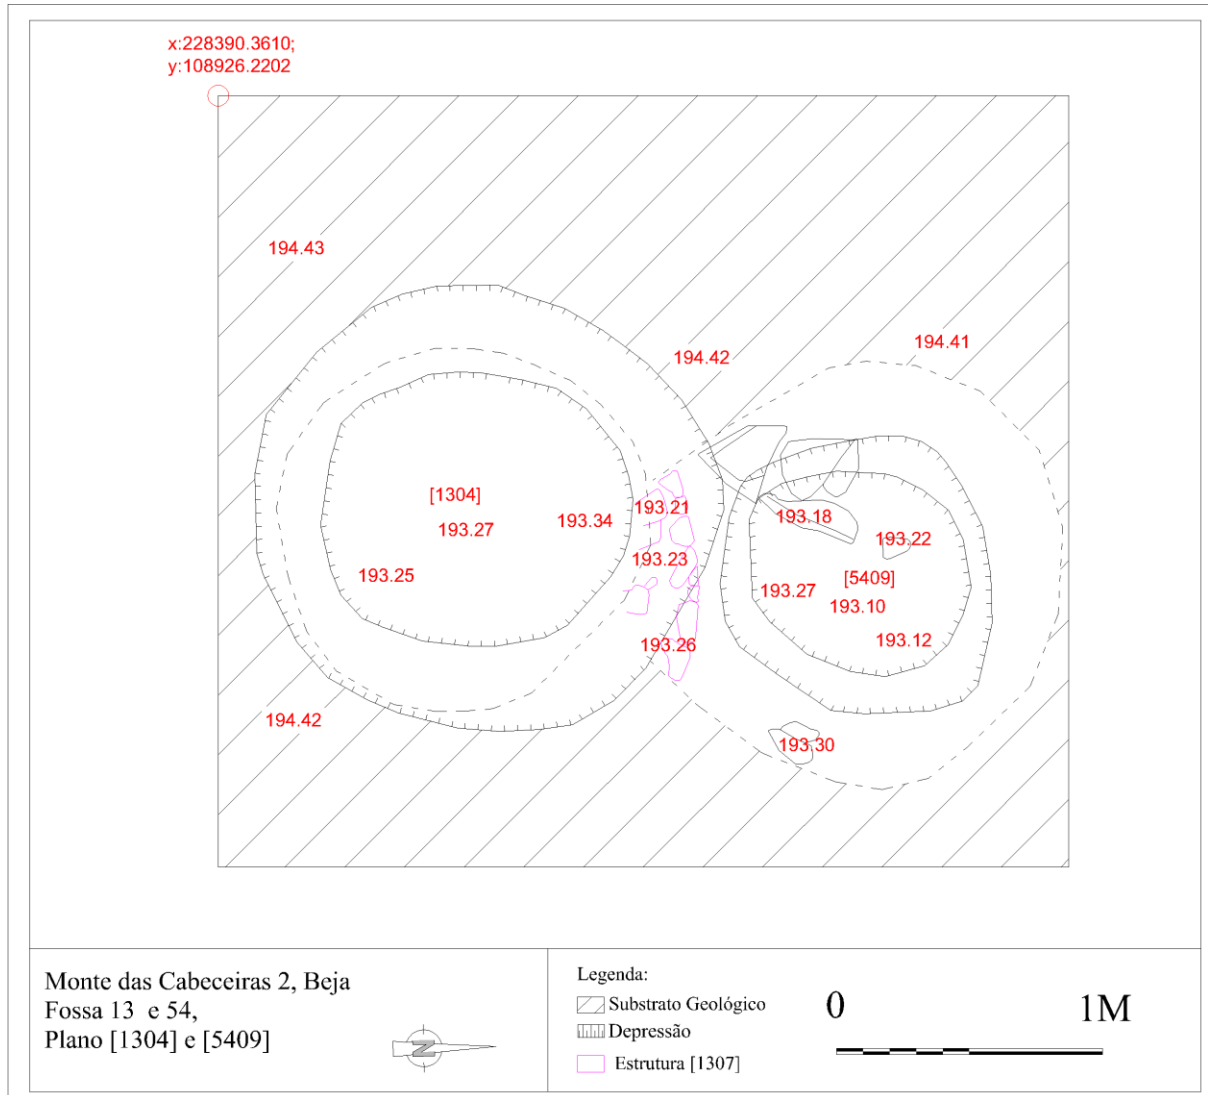 x:228390.3610;
y:108926.2202
194.43
194.42
194.41
[1304]
193.27
193.34
193.25
193.21
193.23
193.26
193.18
193.22
[5409]
193.27
193.10
193.12
194.42
193.30
Monte das Cabeceiras 2, Beja
Fossa 13 e 54,
Plano [1304] e [5409]
N
Legenda:
Substrato Geológico
Depressão
Estrutura [1307]
0 1M